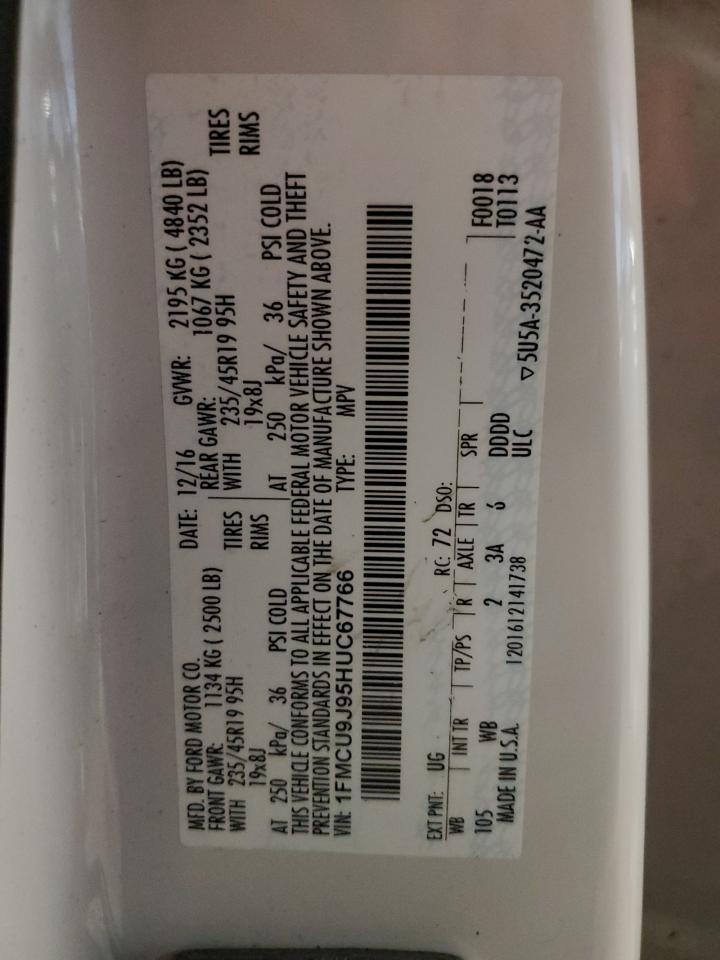 MFD. BY FORD MOTOR CO.
DATE: 12/16 GVWR: 2195 KG ( 4840 LB)
FRONT GAWR: 1134 KG ( 2500 LB) REAR GAWR: 1067 KG ( 2352 LB)
WITH 235/45R19 95H TIRES WITH 235/45R19 95H TIRES
19x8J RIMS 19x8J RIMS
AT 250 kPa/ 36 PSI COLD AT 250 kPa/ 36 PSI COLD
THIS VEHICLE CONFORMS TO ALL APPLICABLE FEDERAL MOTOR VEHICLE SAFETY AND THEFT
PREVENTION STANDARDS IN EFFECT ON THE DATE OF MANUFACTURE SHOWN ABOVE.
VIN: 1FMCU9J95HUC67766 TYPE: MPV
EXT PNT: UG RC: 72 DSO:
WB | INT TR | TP/PS | R | AXLE | TR | SPR | F0018
105 WB 2 3A 6 DDDD T0113
MADE IN U.S.A. 1201612141738 ULC ▽5U5A-3520472-AA